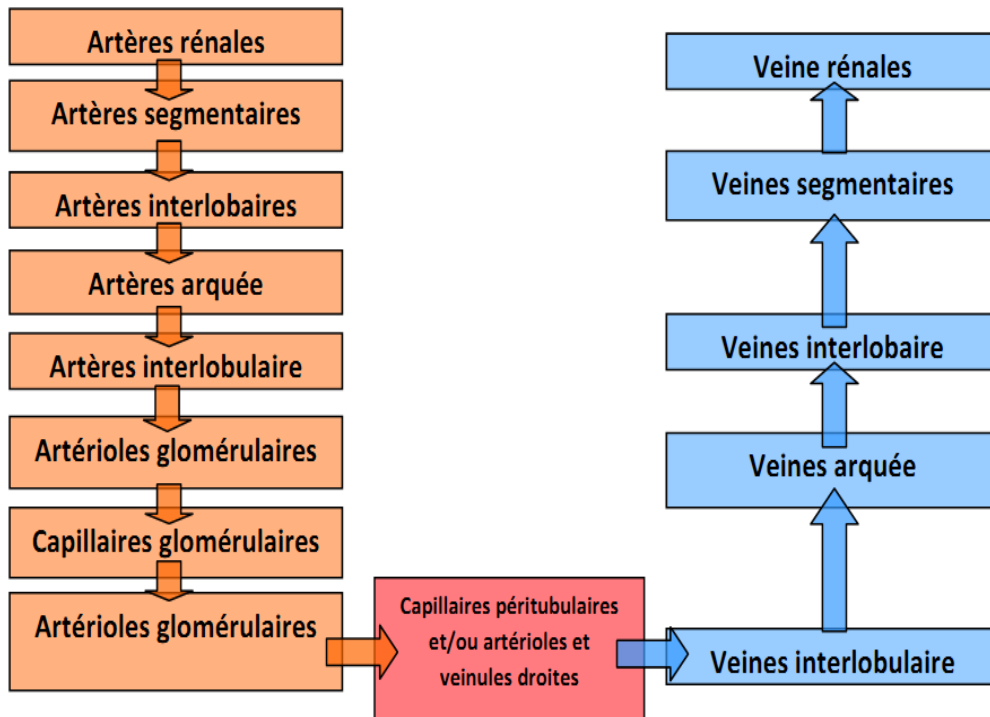 Artères rénales
Artères segmentaires
Artères interlobaires
Artères arquée
Artères interlobulaire
Artérioles glomérulaires
Capillaires glomérulaires
Artérioles glomérulaires
Capillaires péritubulaires
et/ou artérioles et
veinules droites
Veines interlobulaire
Veines arquée
Veines interlobaire
Veines segmentaires
Veine rénales